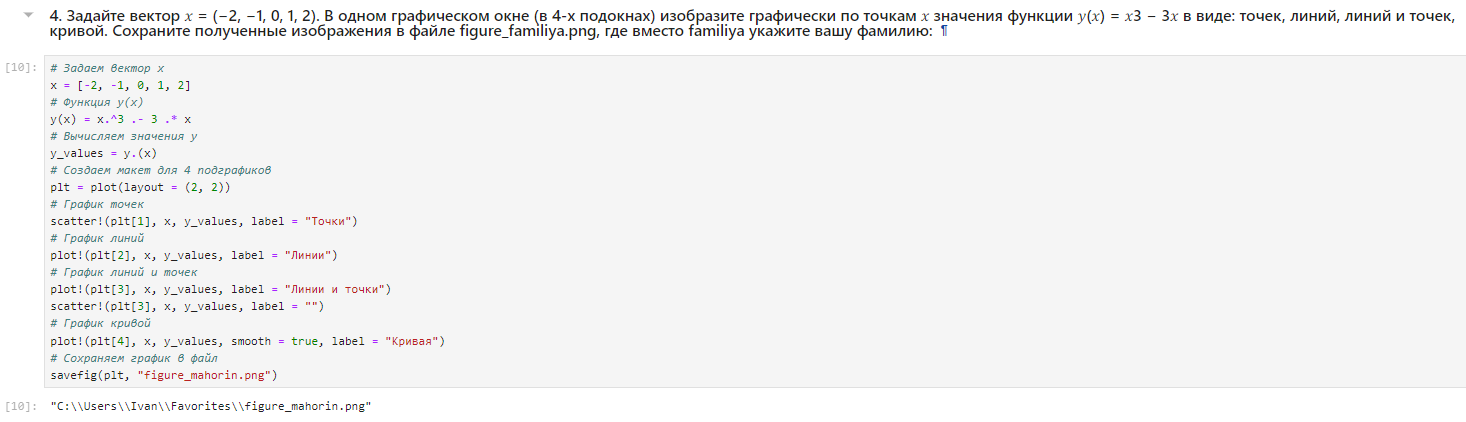 4. Задайте вектор x = (−2, −1, 0, 1, 2). В одном графическом окне (в 4-х подокнах) изобразите графически по точкам x значения функции y(x) = x3 − 3x в виде: точек, линий, линий и точек,
кривой. Сохраните полученные изображения в файле figure_familiya.png, где вместо familiya укажите вашу фамилию: ¶
[10]: # Задаем вектор x
x = [-2, -1, 0, 1, 2]
# Функция y(x)
y(x) = x.^3 .- 3 .* x
# Вычисляем значения y
y_values = y.(x)
# Создаем макет для 4 подграфиков
plt = plot(layout = (2, 2))
# График точек
scatter!(plt[1], x, y_values, label = "Точки")
# График линий
plot!(plt[2], x, y_values, label = "Линии")
# График линий и точек
plot!(plt[3], x, y_values, label = "Линии и точки")
scatter!(plt[3], x, y_values, label = "")
# График кривой
plot!(plt[4], x, y_values, smooth = true, label = "Кривая")
# Сохраняем график в файл
savefig(plt, "figure_mahorin.png")
[10]: "C:\\Users\\Ivan\\Favorites\\figure_mahorin.png"